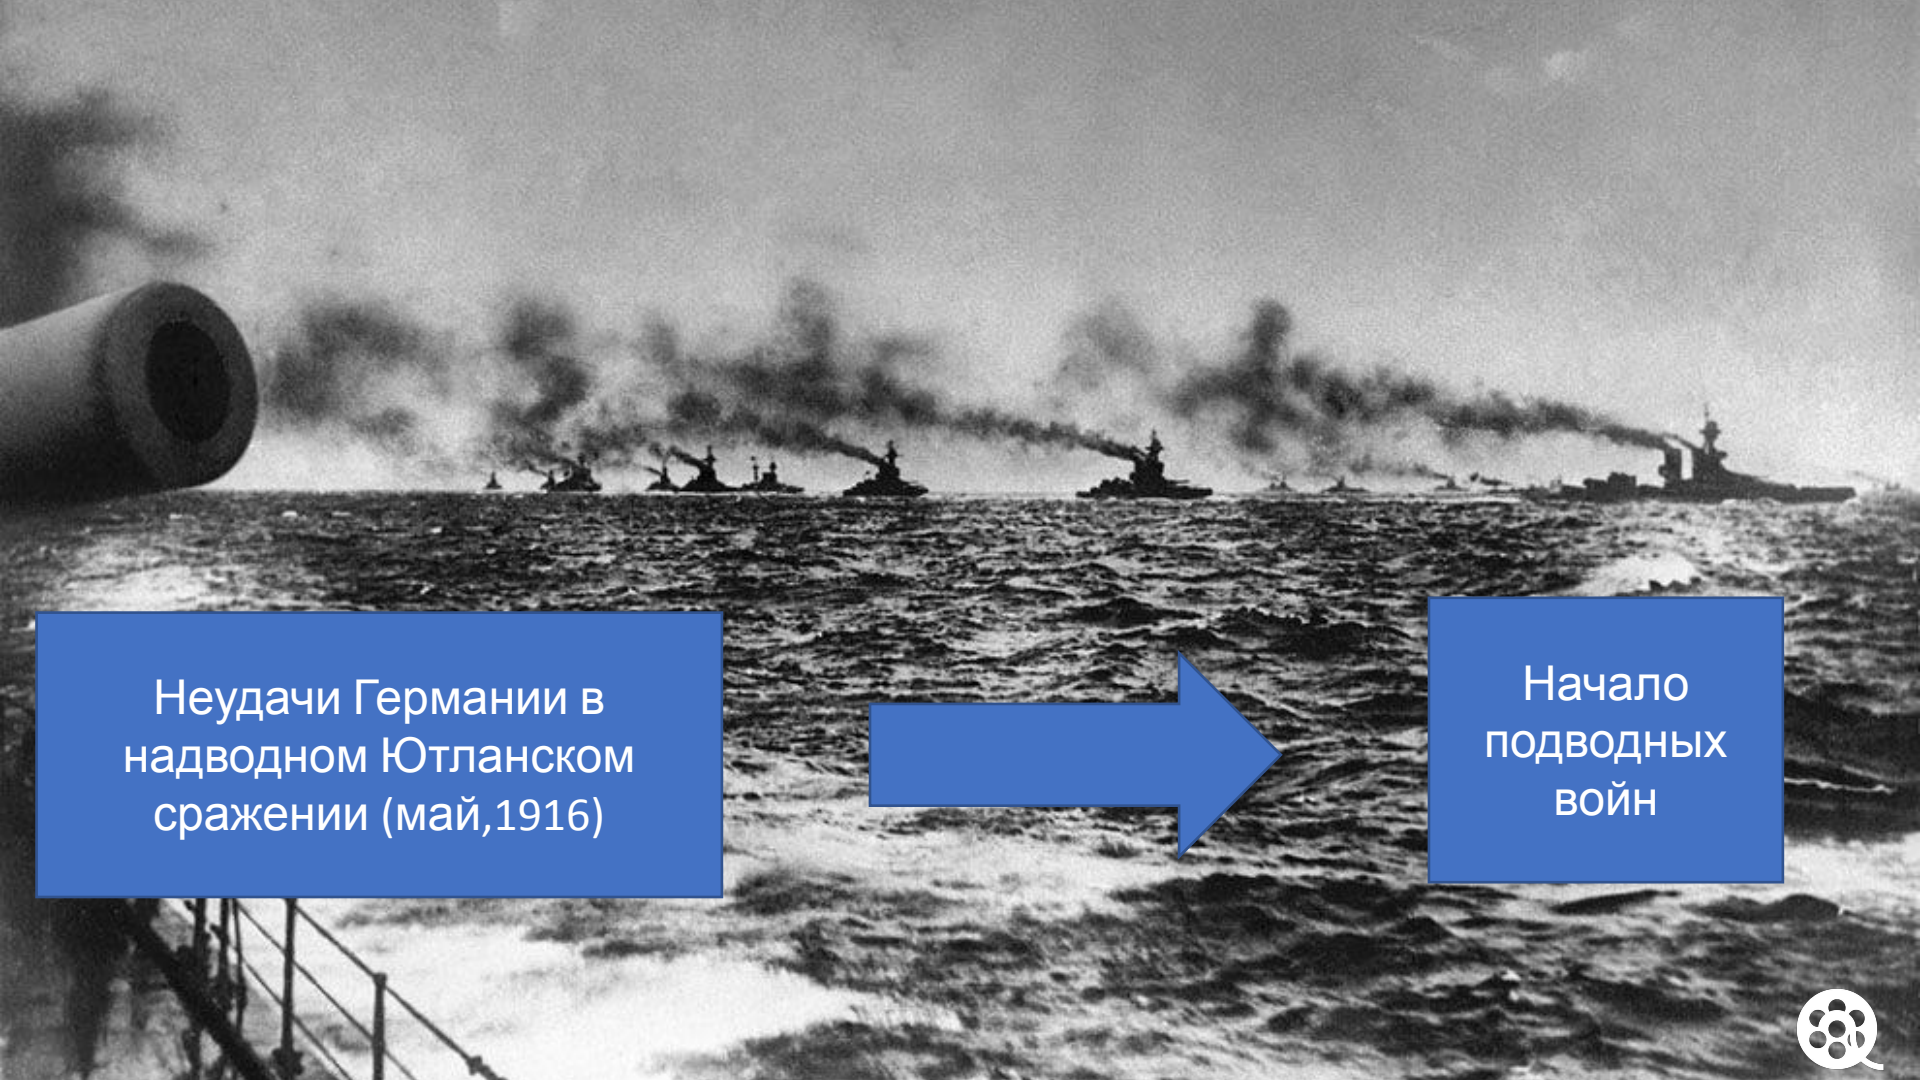 Неудачи Германии в
надводном Ютланском
сражении (май,1916)
Начало
подводных
войн